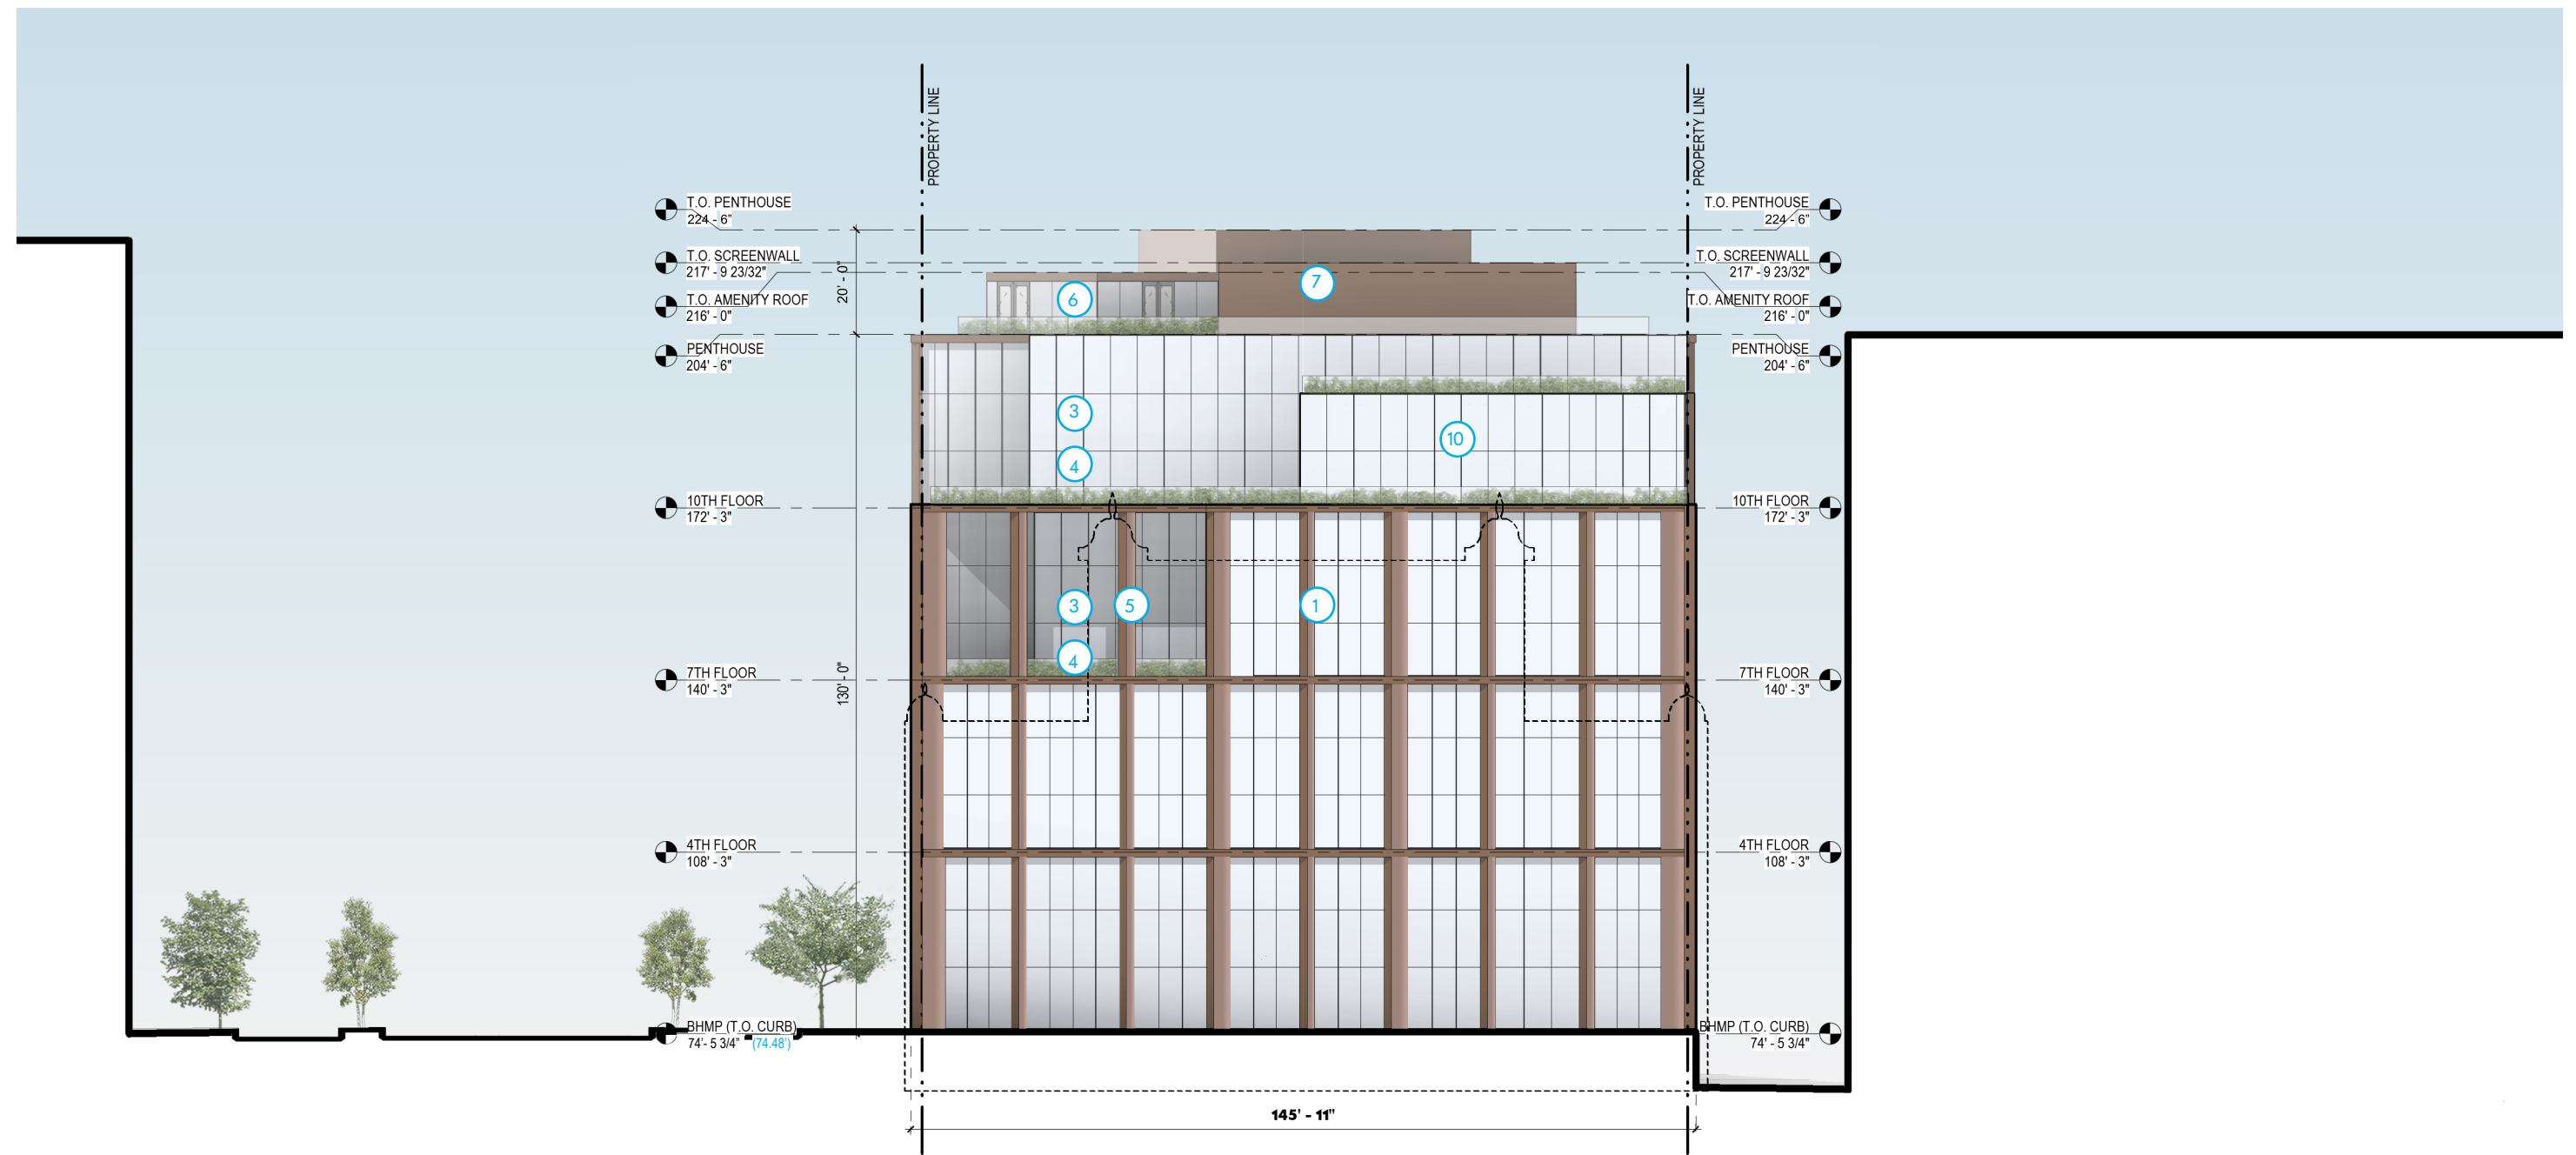 PROPERTY LINE
PROPERTY LINE
T.O. PENTHOUSE
224 - 6"
T.O. SCREENWALL
217' - 9 23/32"
T.O. AMENITY ROOF
216' - 0"
PENTHOUSE
204' - 6"
10TH FLOOR
172' - 3"
7TH FLOOR
140' - 3"
4TH FLOOR
108' - 3"
BHMP (T.O. CURB)
74'- 5 3/4" (74.48')
20' - 0"
130' - 0"
6
7
3
4
10
3
5
1
4
145' - 11"
T.O. PENTHOUSE
224 - 6"
T.O. SCREENWALL
217' - 9 23/32"
T.O. AMENITY ROOF
216' - 0"
PENTHOUSE
204' - 6"
10TH FLOOR
172' - 3"
7TH FLOOR
140' - 3"
4TH FLOOR
108' - 3"
BHMP (T.O. CURB)
74' - 5 3/4"